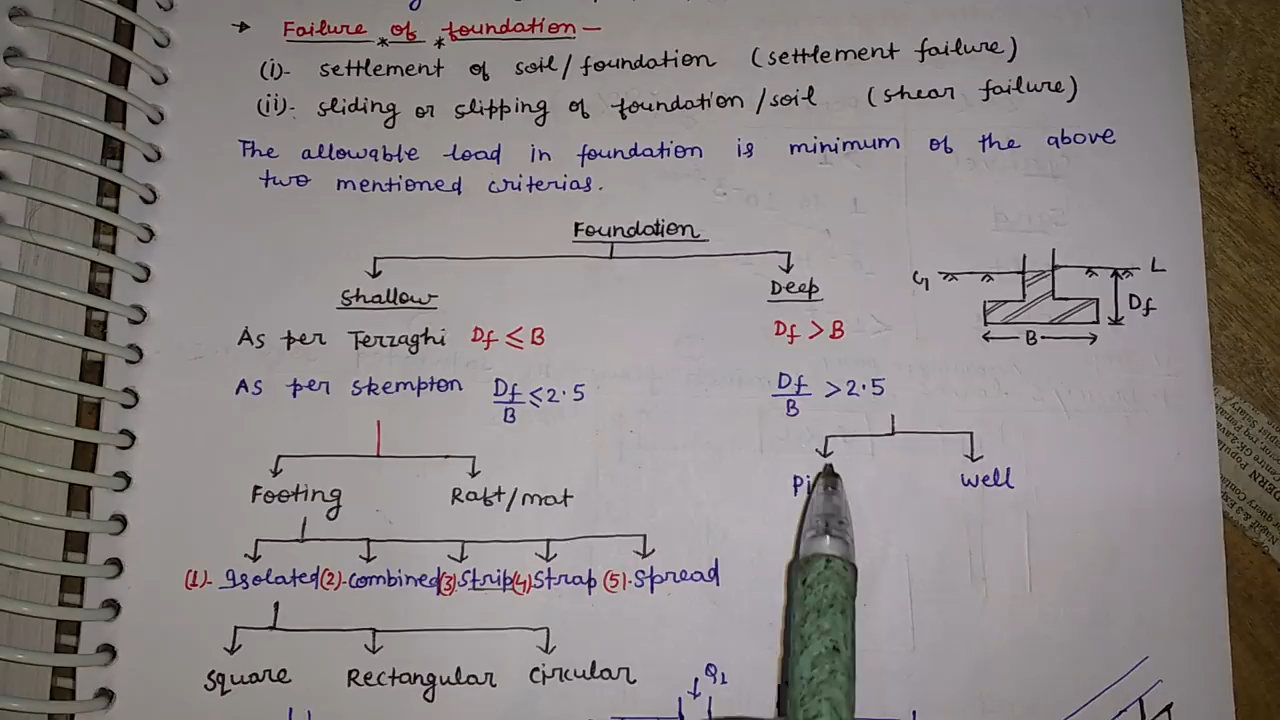 → Failure of foundation -
(i)- settlement of soil/foundation (settlement failure)
(ii)- sliding or slipping of foundation/soil (shear failure)
The allowable load in foundation is minimum of the above
two mentioned criterias.
Foundation
Shallow Deep
G L
As per Terraghi Df ≤ B Df > B
Df
B
As per skempton Df/B ≤ 2.5 Df/B > 2.5
Footing Raft/mat well
(1)- Isolated (2)- combined (3) Strip (4) Strap (5)- Spread
Square Rectangular Circular
Q1